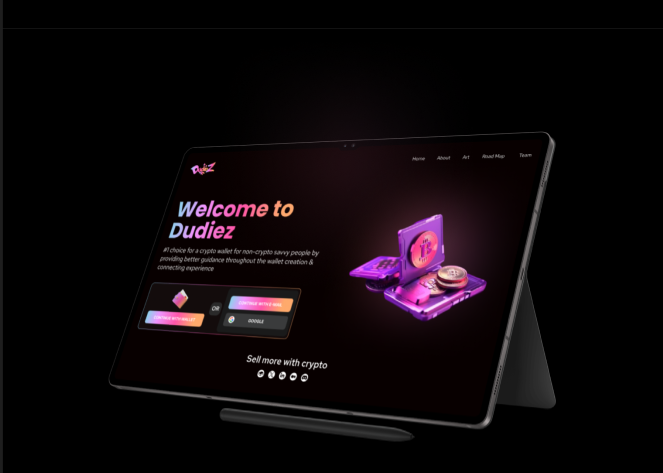 Dudiez
Home About Art Road Map Team
Welcome to
Dudiez
#1 choice for a crypto wallet for non-crypto savvy people by
providing better guidance throughout the wallet creation &
connecting experience
CONTINUE WITH WALLET
OR
CONTINUE WITH E-MAIL
GOOGLE
Sell more with crypto